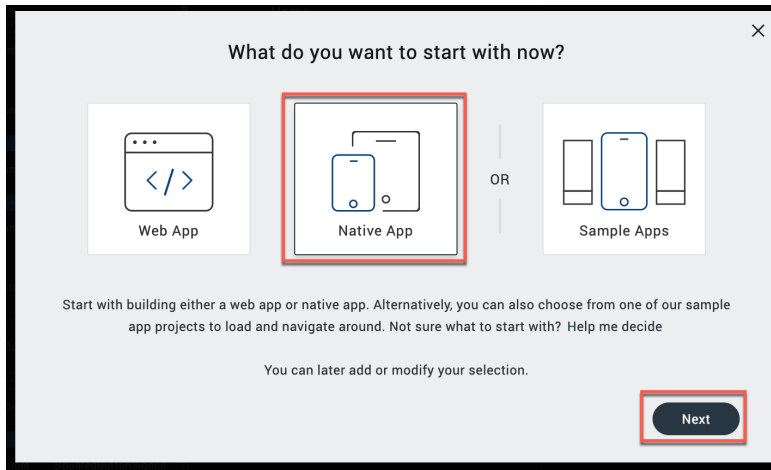 What do you want to start with now?
</>
Web App
Native App
OR
Sample Apps
Start with building either a web app or native app. Alternatively, you can also choose from one of our sample
app projects to load and navigate around. Not sure what to start with? Help me decide
You can later add or modify your selection.
Next